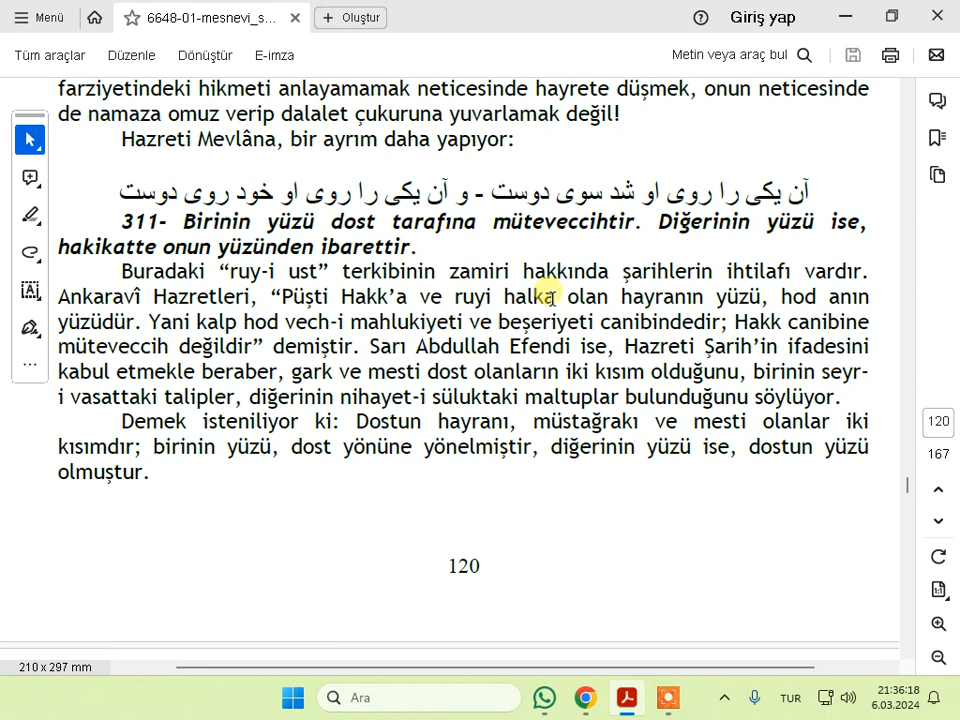 Menü
6648-01-mesnevi_s...
Oluştur
Giriş yap
Tüm araçlar
Düzenle
Dönüştür
E-imza
Metin veya araç bul
farziyetindeki hikmeti anlayamamak neticesinde hayrete düşmek, onun neticesinde
de namaza omuz verip dalalet çukuruna yuvarlamak değil!
Hazreti Mevlâna, bir ayrım daha yapıyor:
آن یکی را روی او شد سوی دوست - و آن یکی را روی او خود روی دوست
311- Birinin yüzü dost tarafına müteveccihtir. Diğerinin yüzü ise,
hakikatte onun yüzünden ibarettir.
Buradaki “ruy-i ust” terkibinin zamiri hakkında şarihlerin ihtilafı vardır.
Ankaravî Hazretleri, “Püşti Hakk’a ve ruyi halka olan hayranın yüzü, hod anın
yüzüdür. Yani kalp hod vech-i mahlukiyeti ve beşeriyeti canibindedir; Hakk canibine
müteveccih değildir” demiştir. Sarı Abdullah Efendi ise, Hazreti Şarih’in ifadesini
kabul etmekle beraber, gark ve mesti dost olanların iki kısım olduğunu, birinin seyr-
i vasattaki talipler, diğerinin nihayet-i süluktaki maltuplar bulunduğunu söylüyor.
Demek isteniliyor ki: Dostun hayranı, müstağrakı ve mesti olanlar iki
kısımdır; birinin yüzü, dost yönüne yönelmiştir, diğerinin yüzü ise, dostun yüzü
olmuştur.
120
120
167
210 x 297 mm
Ara
TUR
21:36:18
6.03.2024